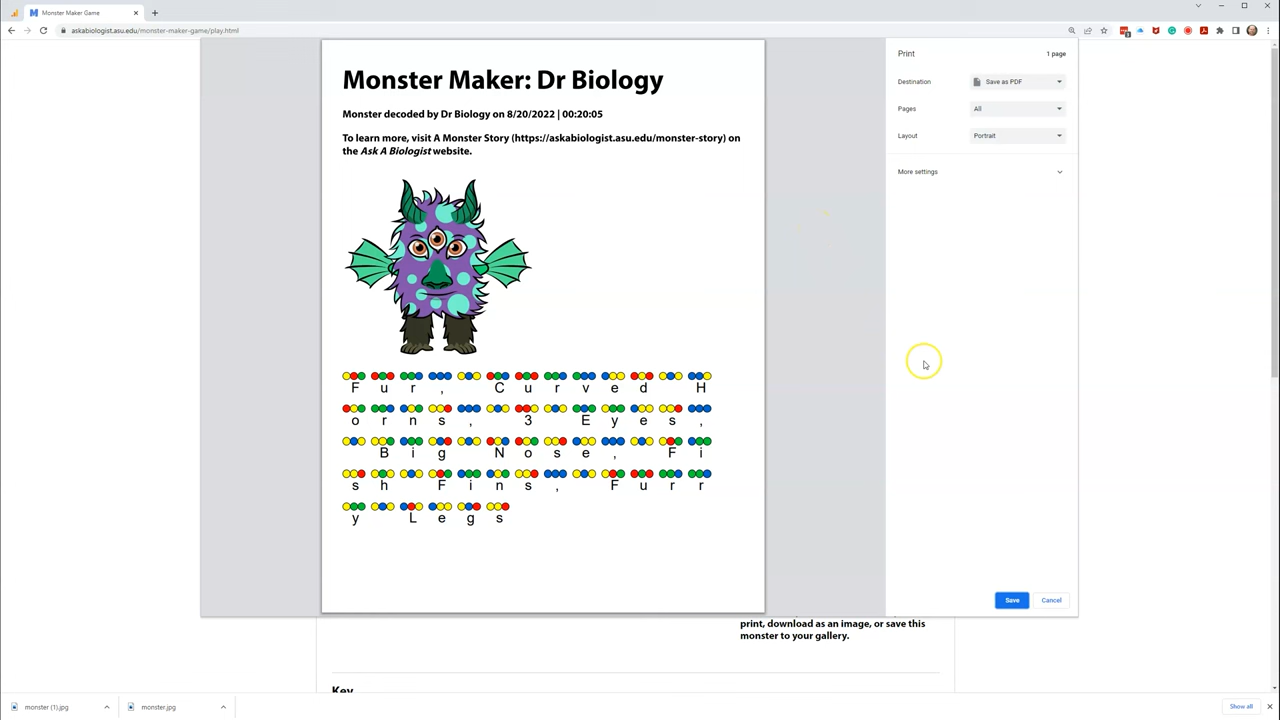 Monster Maker Game
askabiologist.asu.edu/monster-maker-game/play.html
Monster Maker: Dr Biology
Monster decoded by Dr Biology on 8/20/2022 | 00:20:05
To learn more, visit A Monster Story (https://askabiologist.asu.edu/monster-story) on
the Ask A Biologist website.
F u r , C u r v e d H
o r n s , 3 E y e s ,
B i g N o s e , F i
s h F i n s , F u r r
y L e g s
Print 1 page
Destination Save as PDF
Pages All
Layout Portrait
More settings
Save Cancel
print, download as an image, or save this
monster to your gallery.
Key
monster (1).jpg monster.jpg Show all